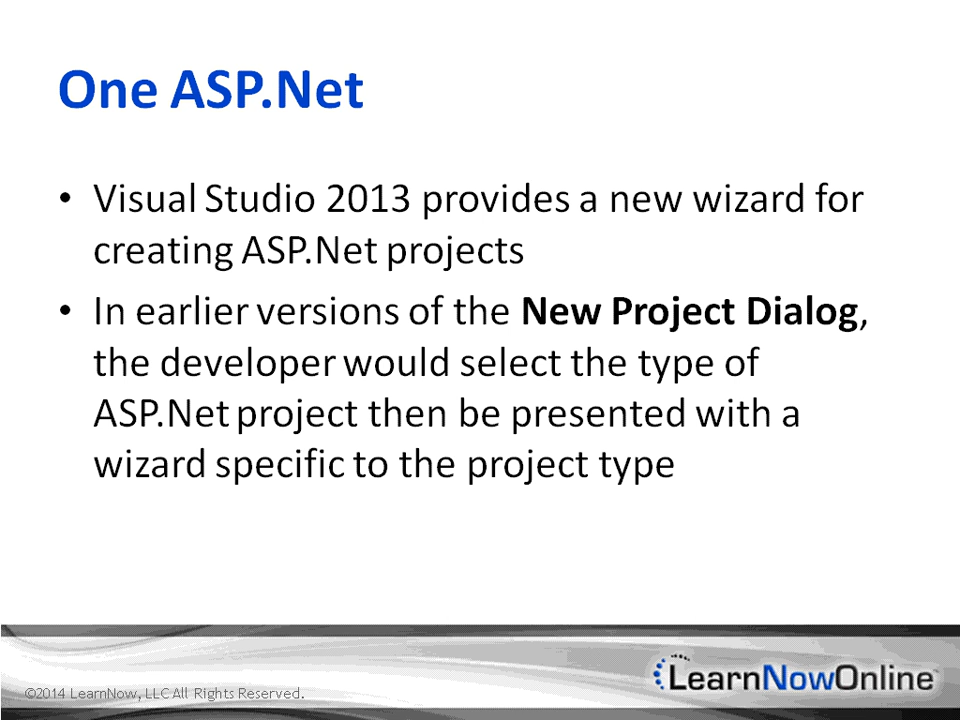 One ASP.Net
• Visual Studio 2013 provides a new wizard for
creating ASP.Net projects
• In earlier versions of the New Project Dialog,
the developer would select the type of
ASP.Net project then be presented with a
wizard specific to the project type
©2014 LearnNow, LLC All Rights Reserved.
LearnNowOnline